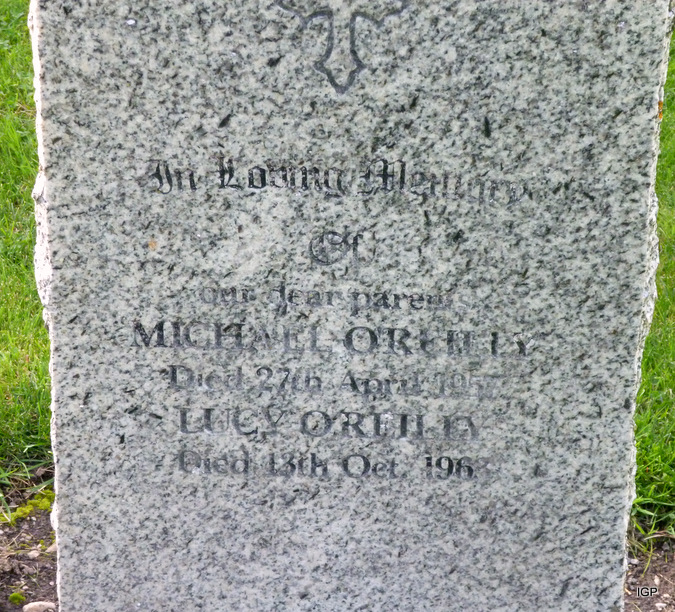 In Loving Memory
Of
our dear parents
MICHAEL O'REILLY
Died 27th April
LUCY O'REILLY
Died 13th Oct.
IGP